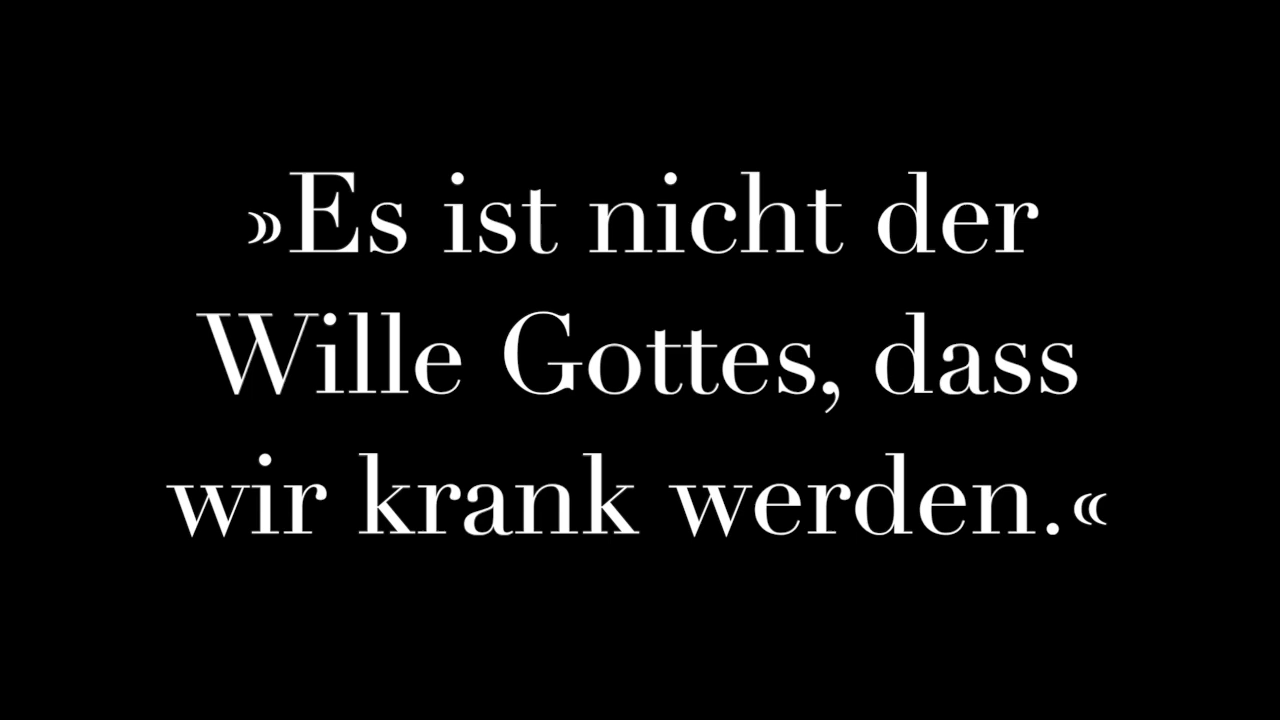 »Es ist nicht der
Wille Gottes, dass
wir krank werden.«